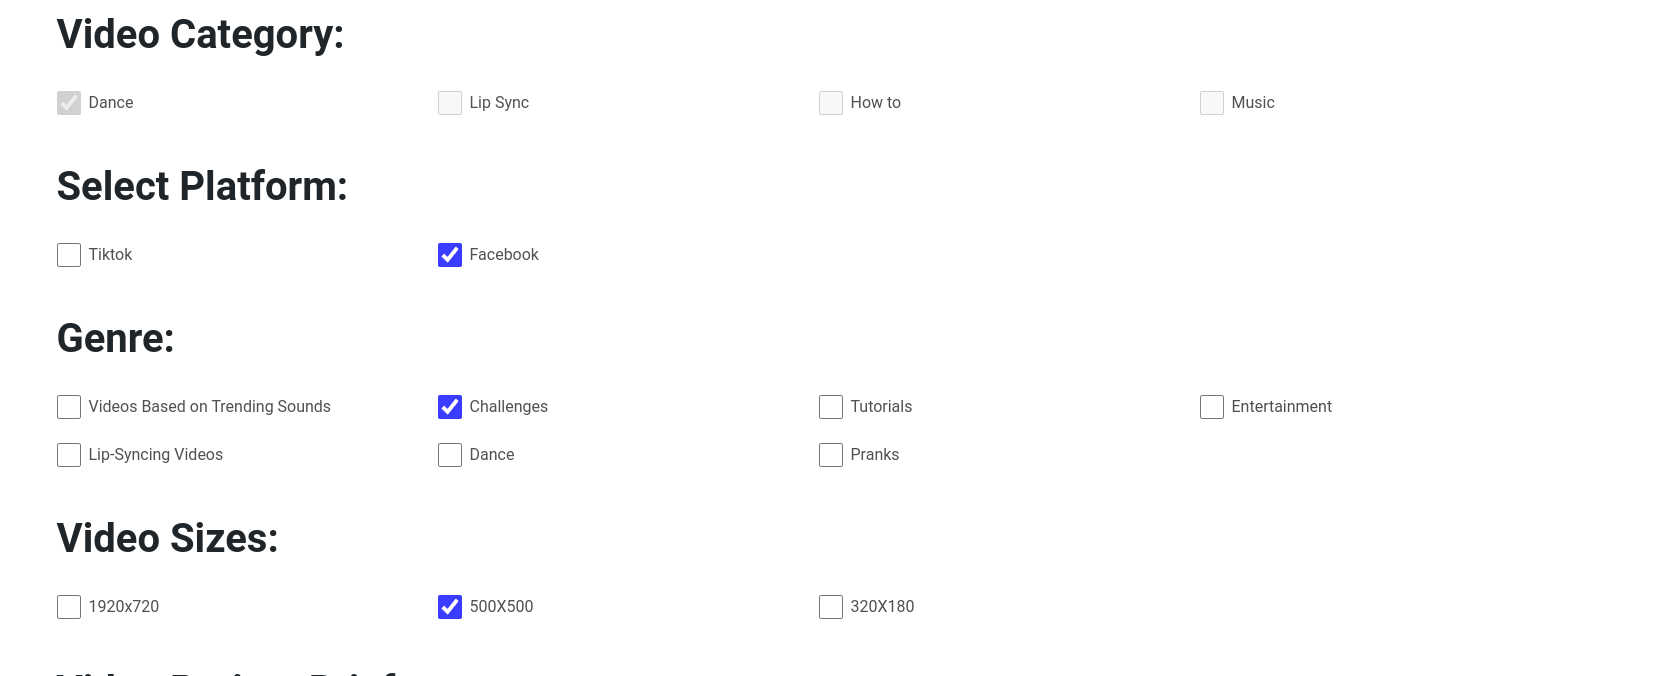 Video Category:
Dance Lip Sync How to Music
Select Platform:
Tiktok Facebook
Genre:
Videos Based on Trending Sounds Challenges Tutorials Entertainment
Lip-Syncing Videos Dance Pranks
Video Sizes:
1920x720 500X500 320X180